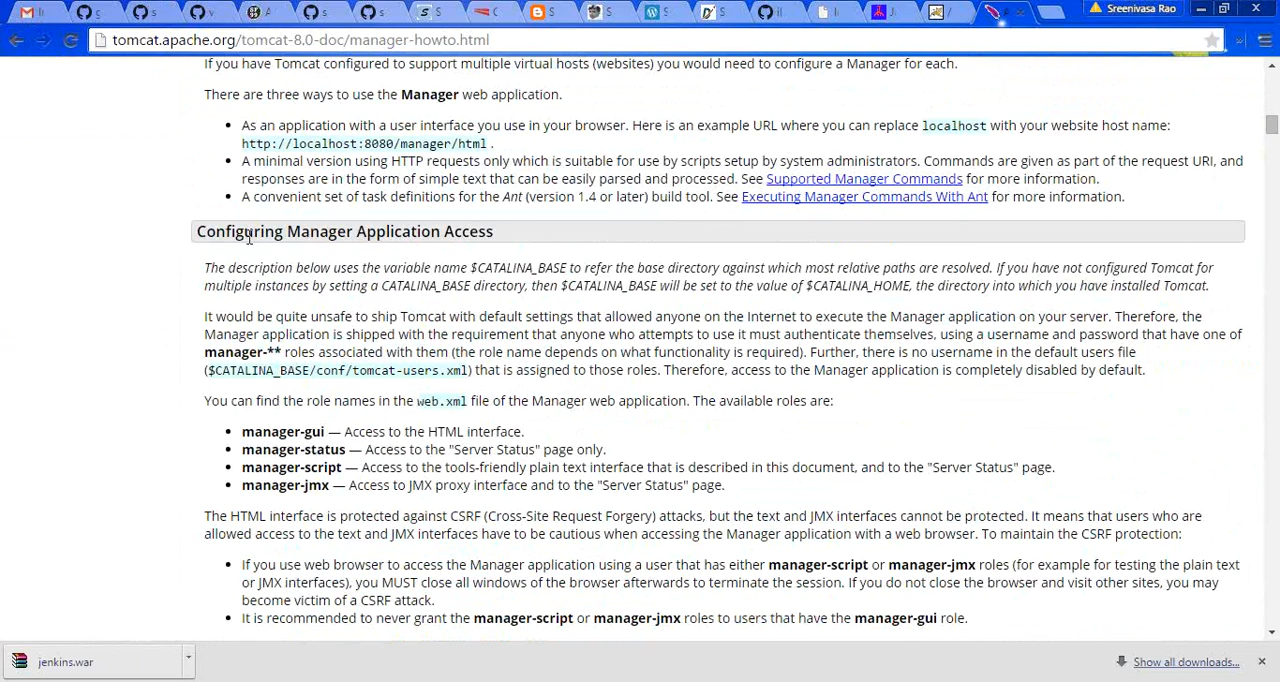 S
C
S
S
S
S
Sreenivasa Rao
tomcat.apache.org/tomcat-8.0-doc/manager-howto.html
If you have Tomcat configured to support multiple virtual hosts (websites) you would need to configure a Manager for each.
There are three ways to use the Manager web application.
• As an application with a user interface you use in your browser. Here is an example URL where you can replace localhost with your website host name:
http://localhost:8080/manager/html .
• A minimal version using HTTP requests only which is suitable for use by scripts setup by system administrators. Commands are given as part of the request URI, and
responses are in the form of simple text that can be easily parsed and processed. See Supported Manager Commands for more information.
• A convenient set of task definitions for the Ant (version 1.4 or later) build tool. See Executing Manager Commands With Ant for more information.
Configuring Manager Application Access
The description below uses the variable name $CATALINA_BASE to refer the base directory against which most relative paths are resolved. If you have not configured Tomcat for
multiple instances by setting a CATALINA_BASE directory, then $CATALINA_BASE will be set to the value of $CATALINA_HOME, the directory into which you have installed Tomcat.
It would be quite unsafe to ship Tomcat with default settings that allowed anyone on the Internet to execute the Manager application on your server. Therefore, the
Manager application is shipped with the requirement that anyone who attempts to use it must authenticate themselves, using a username and password that have one of
manager-** roles associated with them (the role name depends on what functionality is required). Further, there is no username in the default users file
($CATALINA_BASE/conf/tomcat-users.xml) that is assigned to those roles. Therefore, access to the Manager application is completely disabled by default.
You can find the role names in the web.xml file of the Manager web application. The available roles are:
• manager-gui — Access to the HTML interface.
• manager-status — Access to the "Server Status" page only.
• manager-script — Access to the tools-friendly plain text interface that is described in this document, and to the "Server Status" page.
• manager-jmx — Access to JMX proxy interface and to the "Server Status" page.
The HTML interface is protected against CSRF (Cross-Site Request Forgery) attacks, but the text and JMX interfaces cannot be protected. It means that users who are
allowed access to the text and JMX interfaces have to be cautious when accessing the Manager application with a web browser. To maintain the CSRF protection:
• If you use web browser to access the Manager application using a user that has either manager-script or manager-jmx roles (for example for testing the plain text
or JMX interfaces), you MUST close all windows of the browser afterwards to terminate the session. If you do not close the browser and visit other sites, you may
become victim of a CSRF attack.
• It is recommended to never grant the manager-script or manager-jmx roles to users that have the manager-gui role.
jenkins.war
Show all downloads...